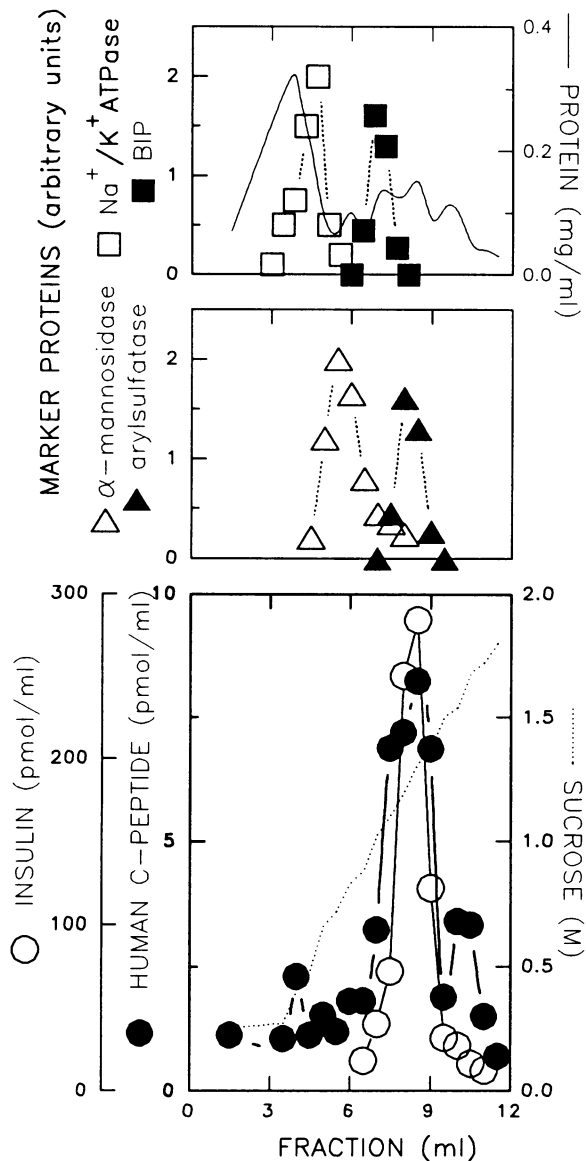 MARKER PROTEINS (arbitrary units)
□ Na⁺/K⁺ATPase
■ BIP
△ α-mannosidase
▲ arylsulfatase
2
1
0
0.4
0.2
0.0
PROTEIN (mg/ml)
2
1
0
○ INSULIN (pmol/ml)
300
200
100
0
● HUMAN C-PEPTIDE (pmol/ml)
10
5
0
2.0
1.5
1.0
0.5
0.0
SUCROSE (M)
0 3 6 9 12
FRACTION (ml)